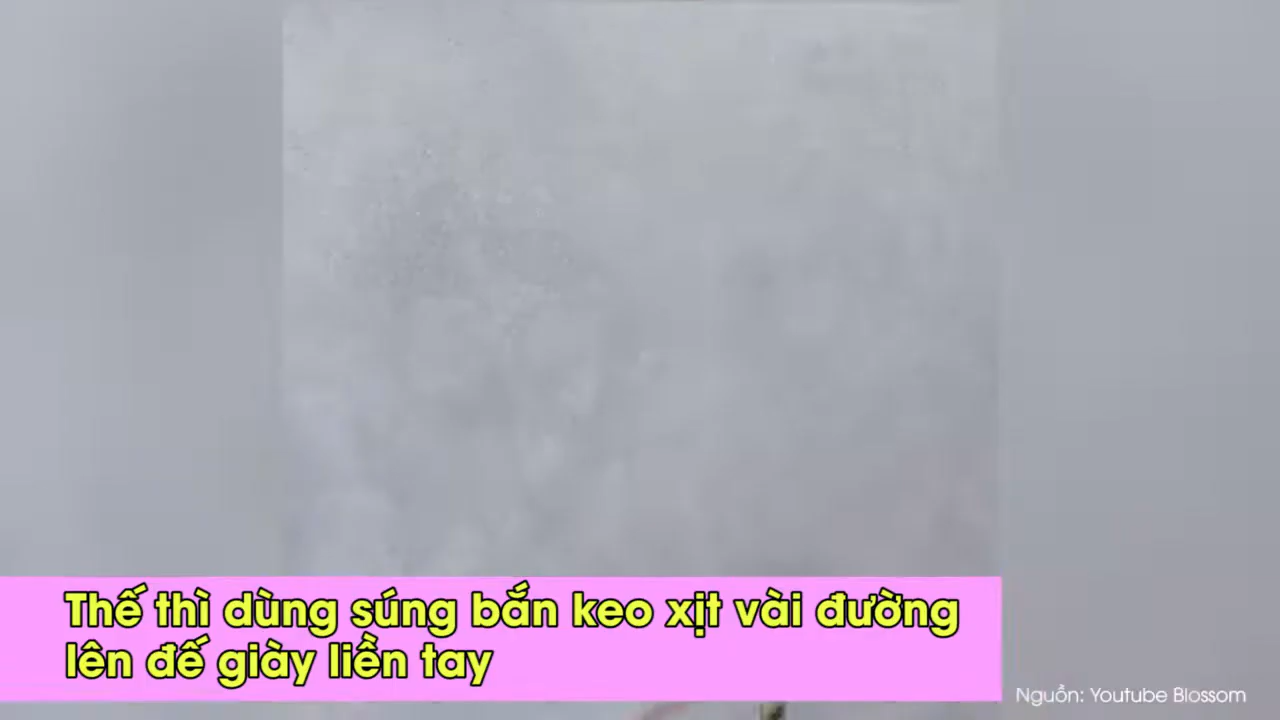 Thế thì dùng súng bắn keo xịt vài đường
lên đế giày liền tay
Nguồn: Youtube Blossom